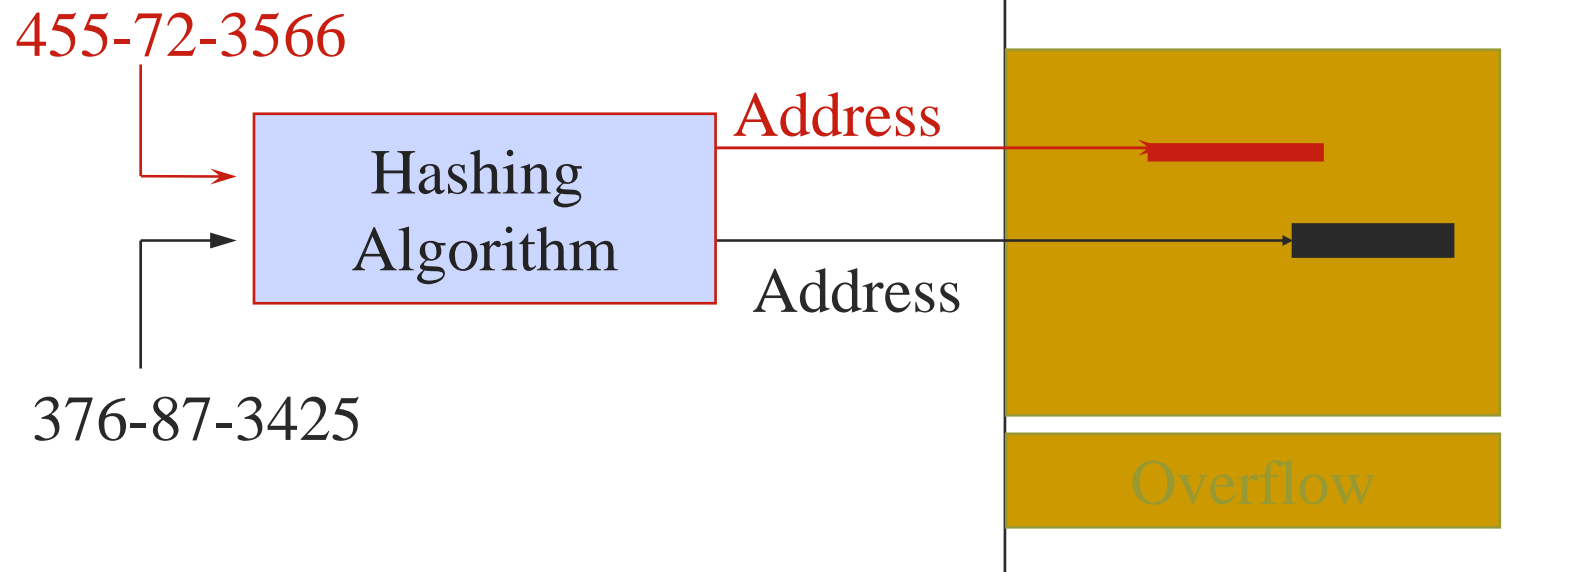 455-72-3566
Address
Hashing
Algorithm
Address
376-87-3425
Overflow